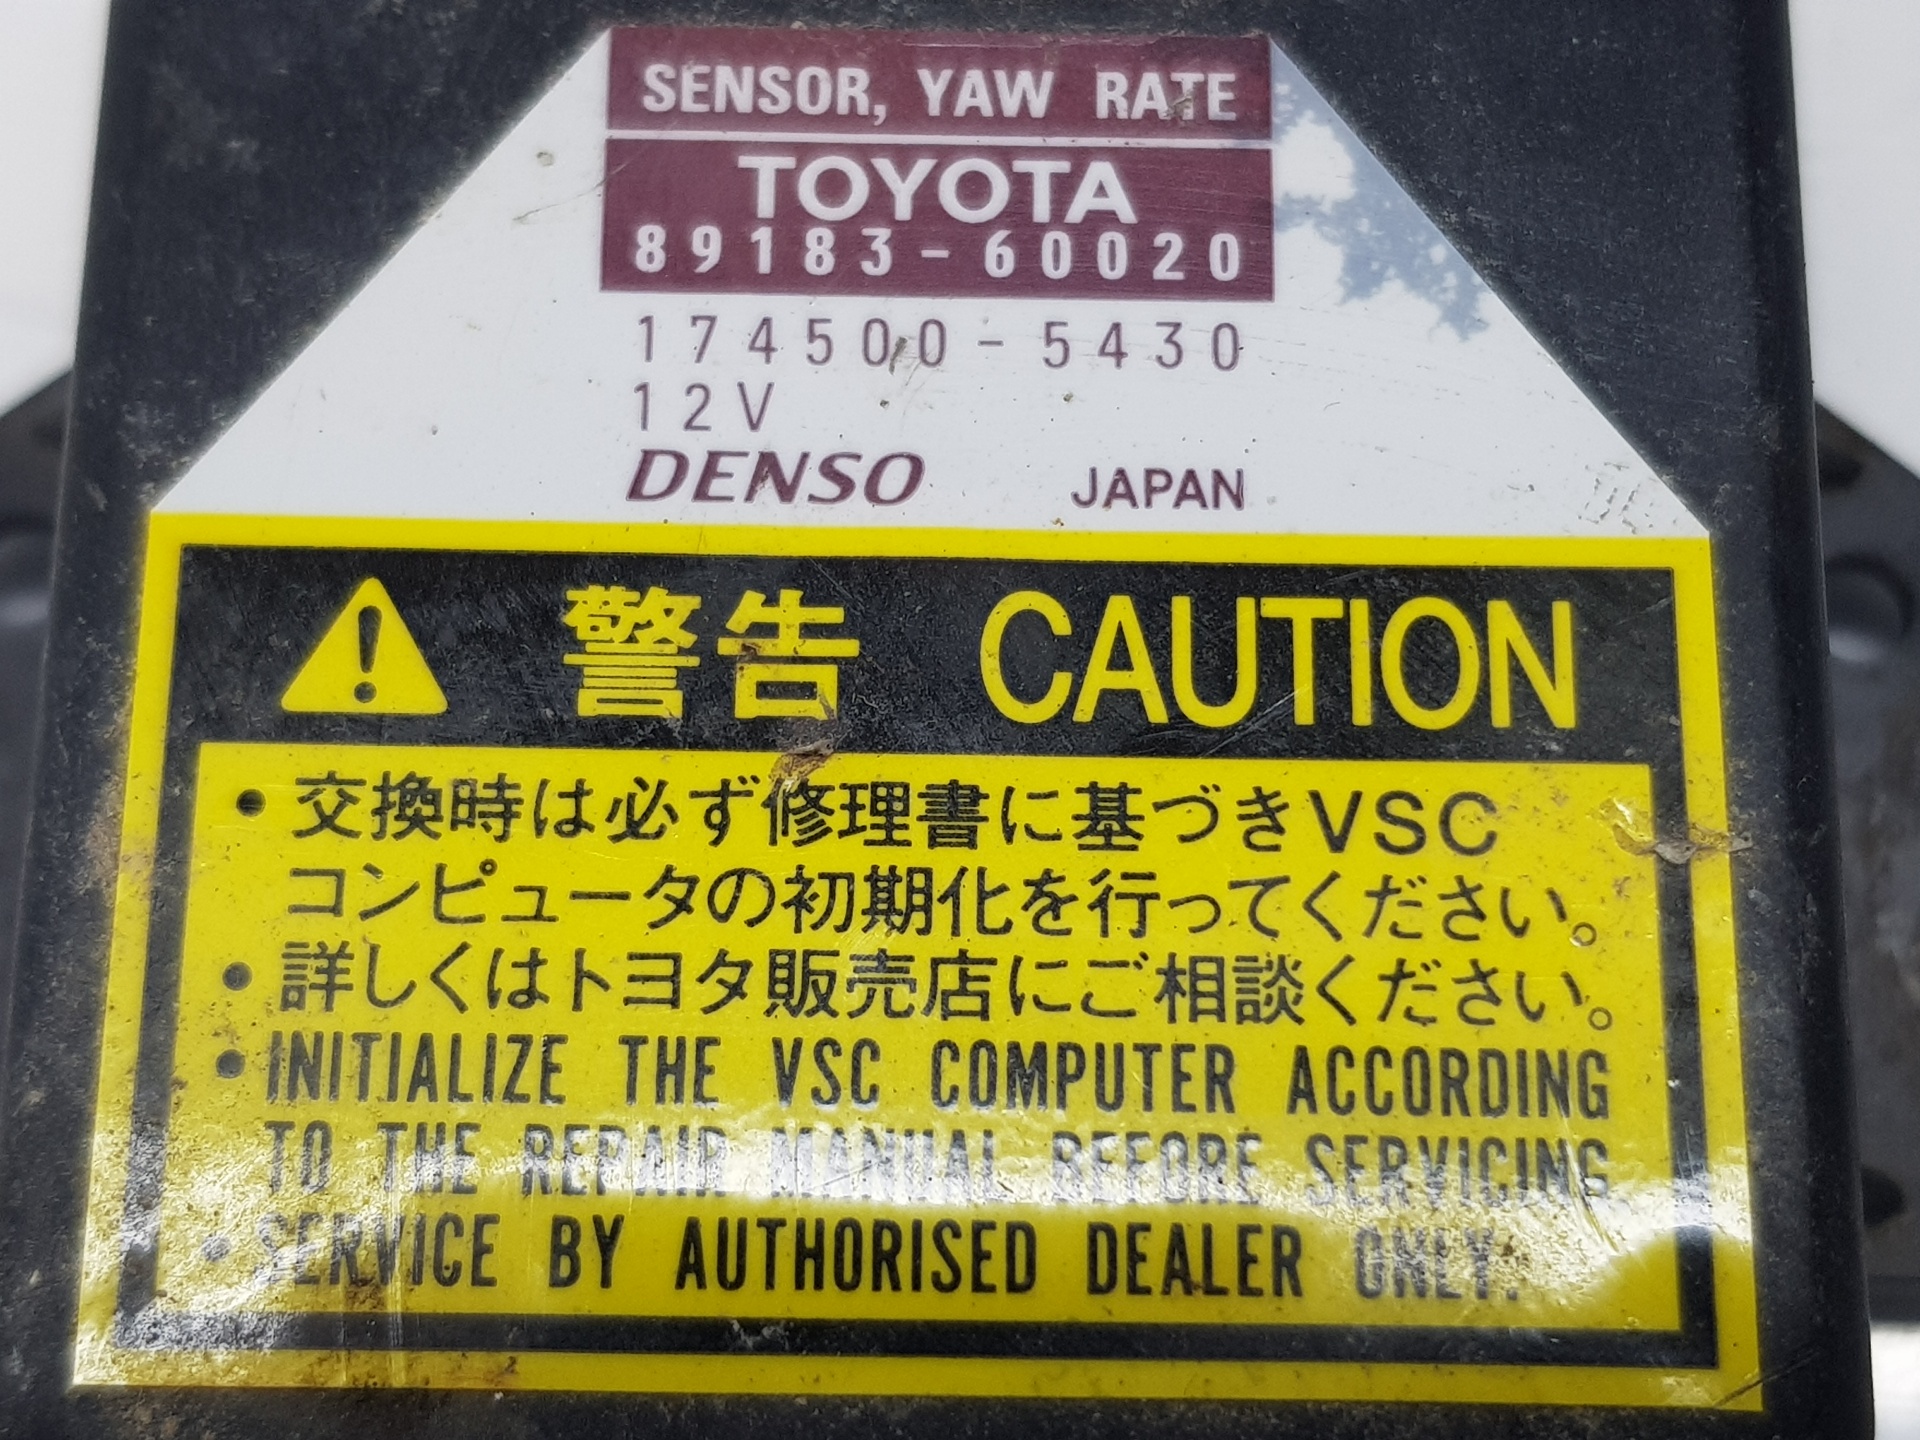 SENSOR, YAW RATE
TOYOTA
89183-60020
174500-5430
12V
DENSO JAPAN
警告 CAUTION
・交換時は必ず修理書に基づきVSC
コンピュータの初期化を行ってください。
・詳しくはトヨタ販売店にご相談ください。
・INITIALIZE THE VSC COMPUTER ACCORDING
TO THE REPAIR MANUAL BEFORE SERVICING
・SERVICE BY AUTHORISED DEALER ONLY.